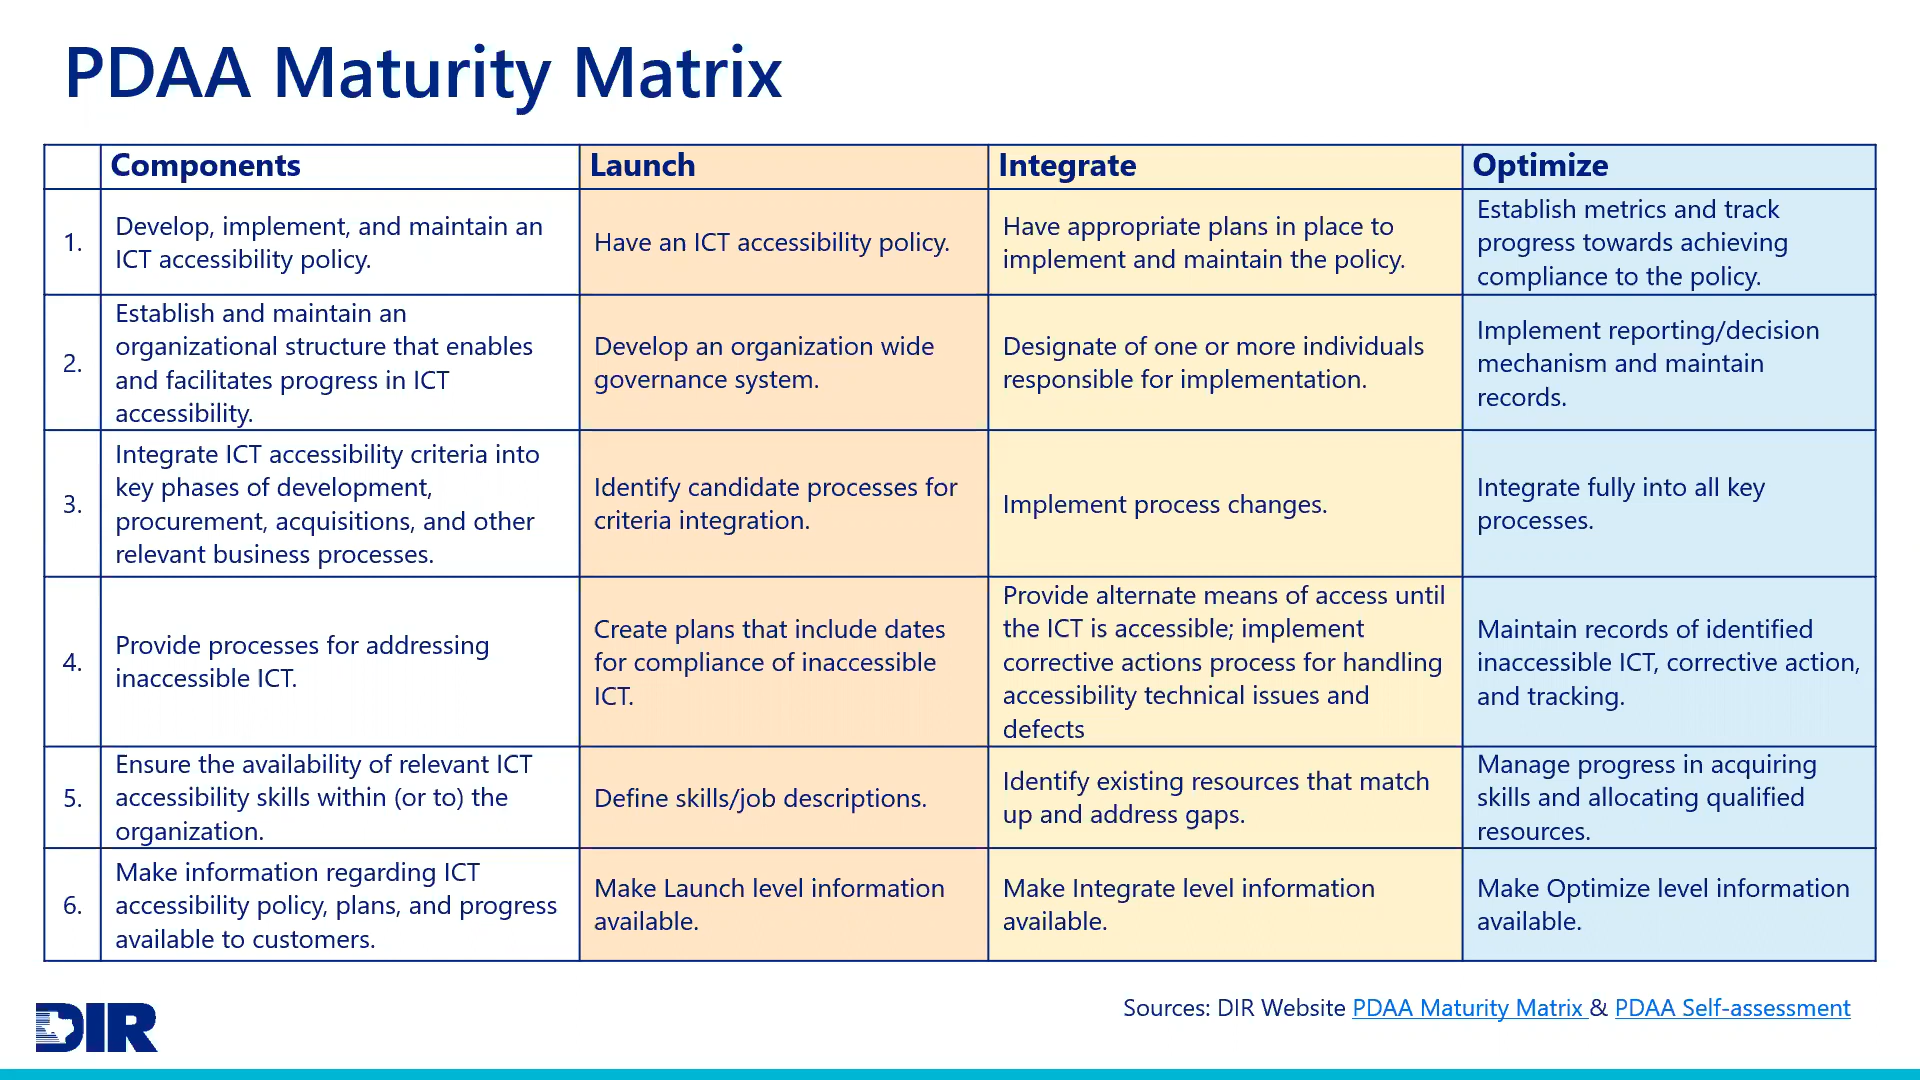 PDAA Maturity Matrix
Components
Launch
Integrate
Optimize
1.
Develop, implement, and maintain an
ICT accessibility policy.
Have an ICT accessibility policy.
Have appropriate plans in place to
implement and maintain the policy.
Establish metrics and track
progress towards achieving
compliance to the policy.
2.
Establish and maintain an
organizational structure that enables
and facilitates progress in ICT
accessibility.
Develop an organization wide
governance system.
Designate of one or more individuals
responsible for implementation.
Implement reporting/decision
mechanism and maintain
records.
3.
Integrate ICT accessibility criteria into
key phases of development,
procurement, acquisitions, and other
relevant business processes.
Identify candidate processes for
criteria integration.
Implement process changes.
Integrate fully into all key
processes.
4.
Provide processes for addressing
inaccessible ICT.
Create plans that include dates
for compliance of inaccessible
ICT.
Provide alternate means of access until
the ICT is accessible; implement
corrective actions process for handling
accessibility technical issues and
defects
Maintain records of identified
inaccessible ICT, corrective action,
and tracking.
5.
Ensure the availability of relevant ICT
accessibility skills within (or to) the
organization.
Define skills/job descriptions.
Identify existing resources that match
up and address gaps.
Manage progress in acquiring
skills and allocating qualified
resources.
6.
Make information regarding ICT
accessibility policy, plans, and progress
available to customers.
Make Launch level information
available.
Make Integrate level information
available.
Make Optimize level information
available.
Sources: DIR Website PDAA Maturity Matrix & PDAA Self-assessment
DIR